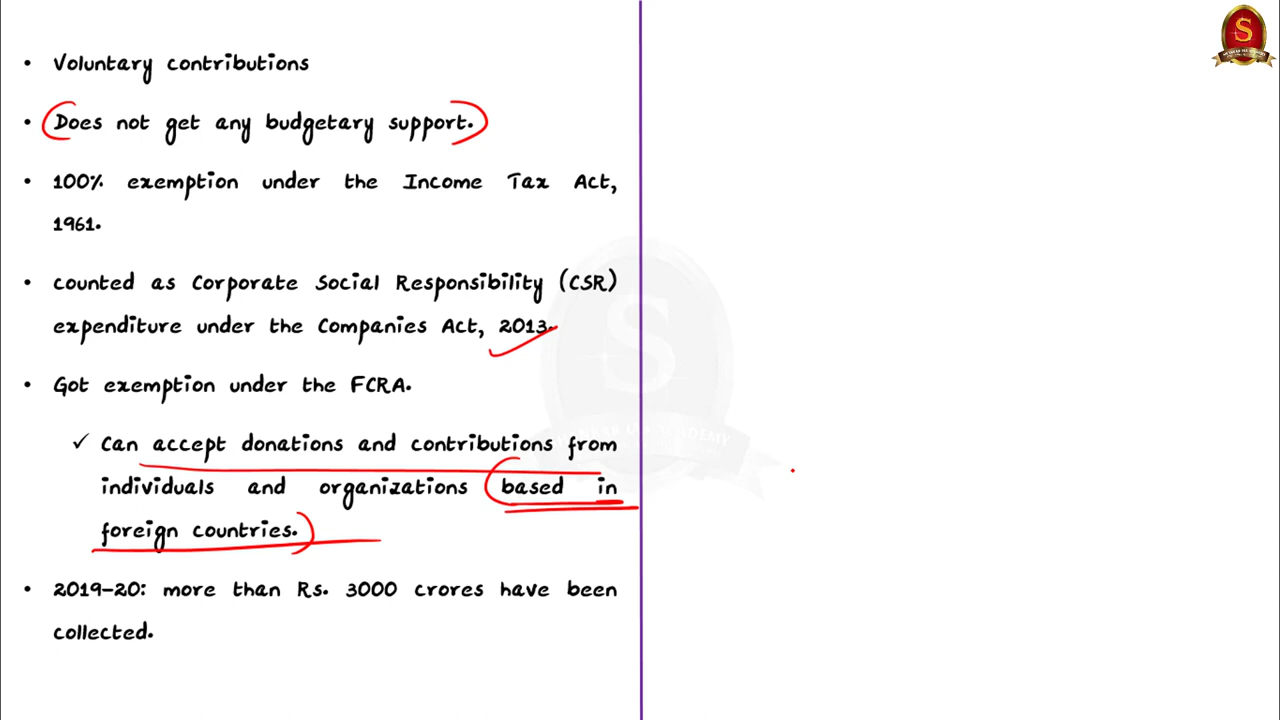 • Voluntary contributions
• Does not get any budgetary support.
• 100% exemption under the Income Tax Act,
1961.
• counted as Corporate Social Responsibility (CSR)
expenditure under the Companies Act, 2013.
• Got exemption under the FCRA.
✓ Can accept donations and contributions from
individuals and organizations based in
foreign countries.
• 2019-20: more than Rs. 3000 crores have been
collected.
S